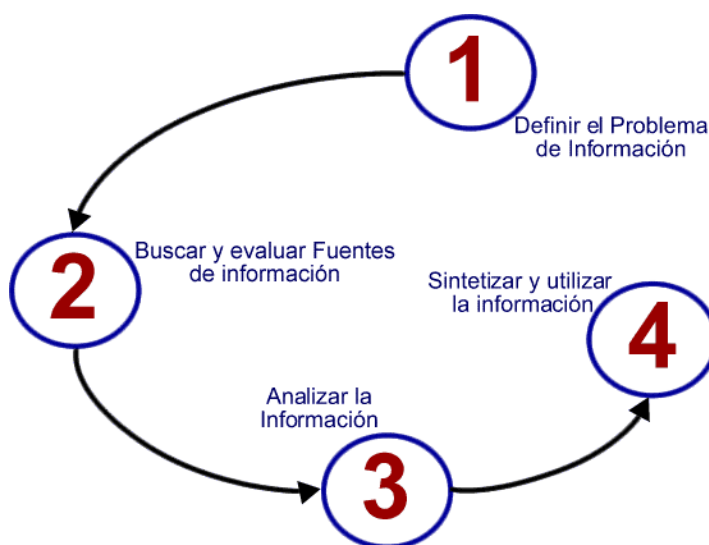 1
Definir el Problema
de Información
2
Buscar y evaluar Fuentes
de información
Analizar la
Información
3
Sintetizar y utilizar
la información
4